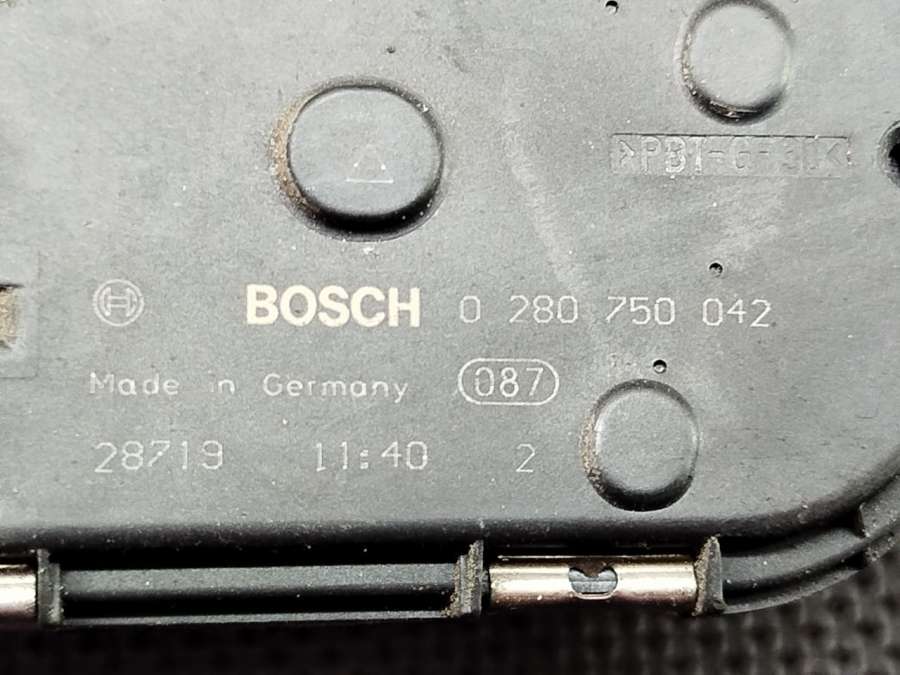 >PBT-GF30<
BOSCH 0 280 750 042
Made in Germany 087
28719 11:40 2